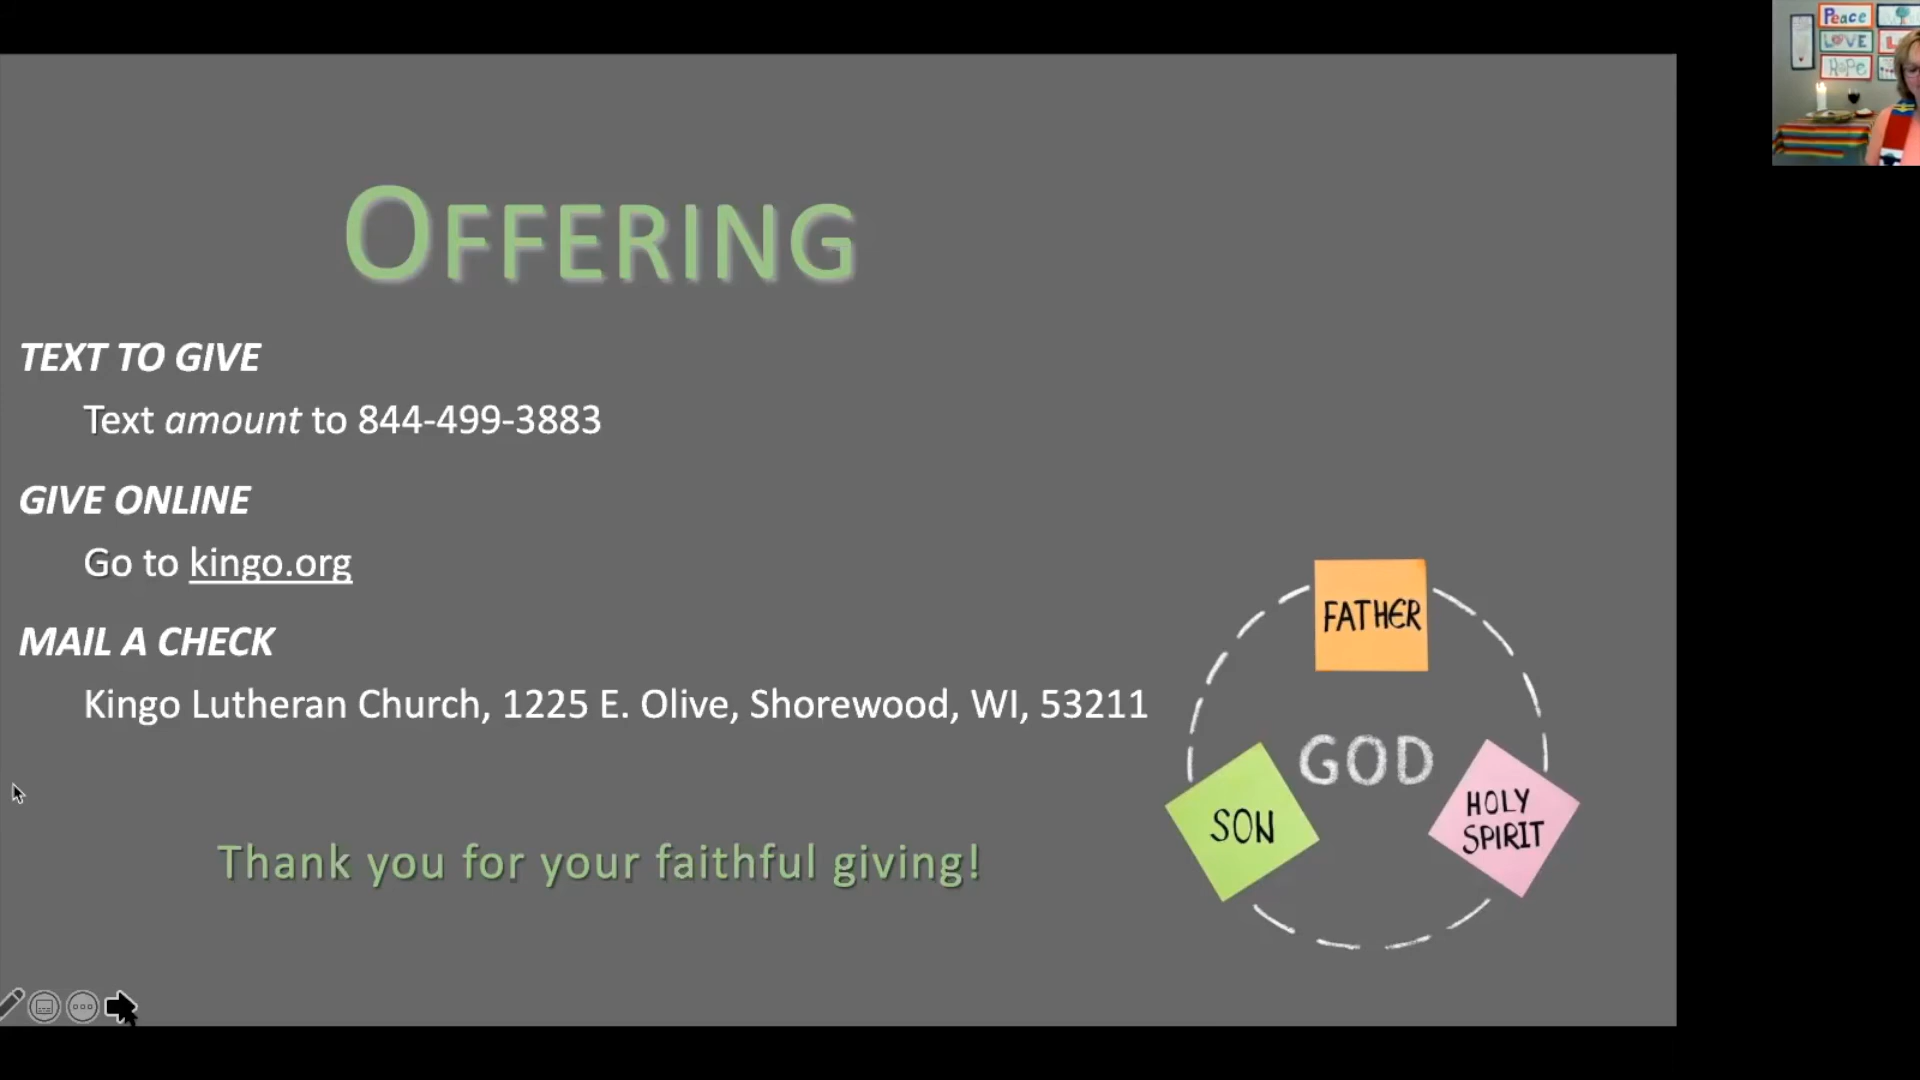 OFFERING
TEXT TO GIVE
Text amount to 844-499-3883
GIVE ONLINE
Go to kingo.org
MAIL A CHECK
Kingo Lutheran Church, 1225 E. Olive, Shorewood, WI, 53211
Thank you for your faithful giving!
FATHER
GOD
SON
HOLY
SPIRIT
Peace
LOVE
HOPE